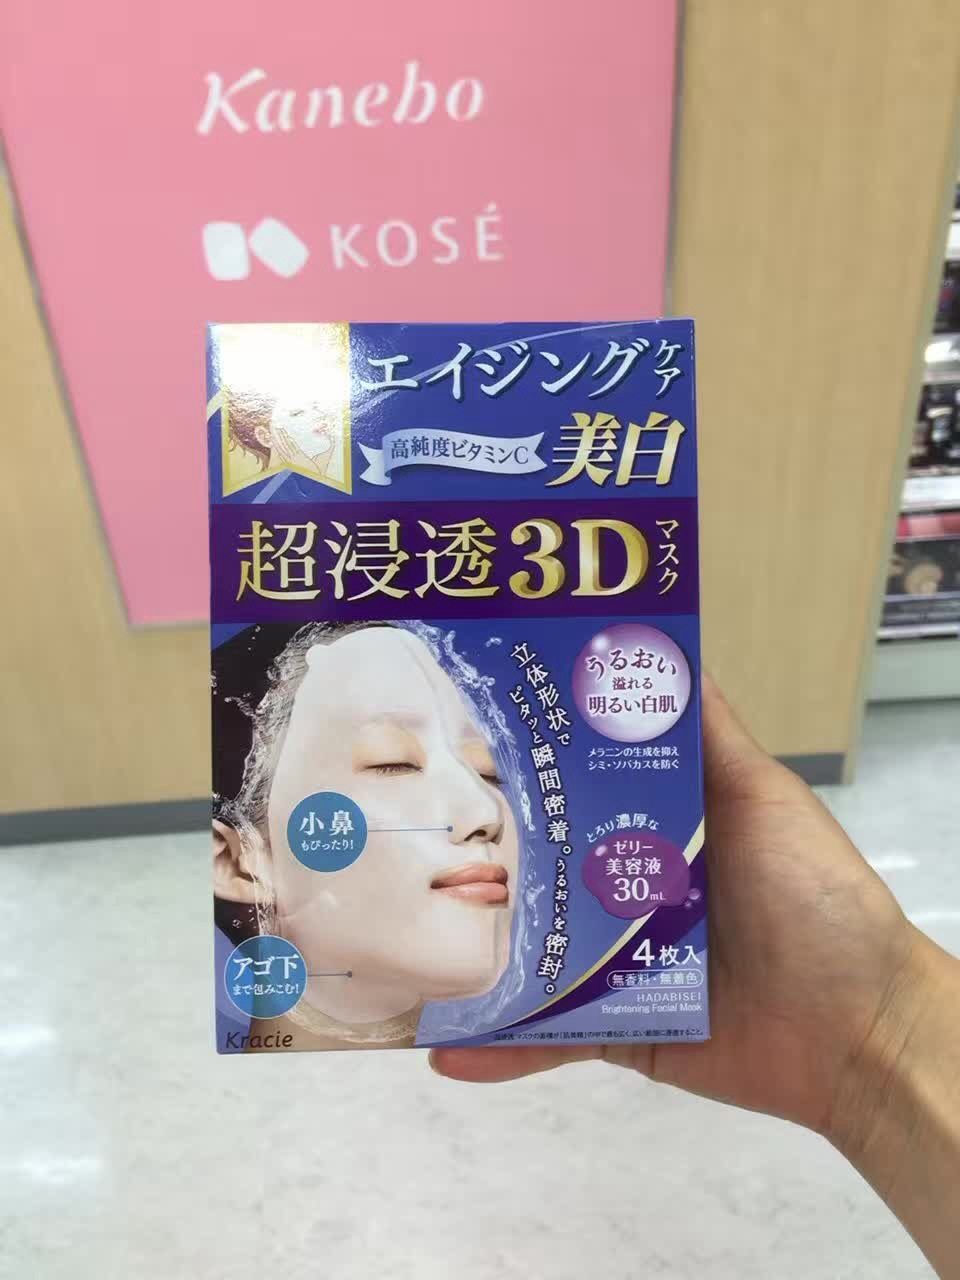 Kanebo
KOSÉ
エイジングケア
高純度ビタミンC
美白
超浸透3Dマスク
立体形状で
ピタッと瞬間密着。うるおいを密封。
うるおい
溢れる
明るい白肌
メラニンの生成を抑え
シミ・ソバカスを防ぐ
小鼻
もぴったり!
とろり濃厚な
ゼリー
美容液
30mL
アゴ下
まで包みこむ!
4枚入
無香料・無着色
HADABISEI
Brightening Facial Mask
Kracie